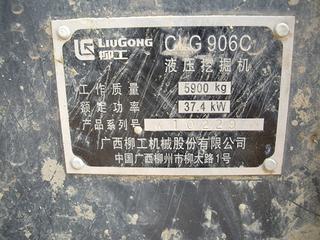 LIUGONG 柳工 CLG 906C
液压挖掘机
工作质量 5900 kg
额定功率 37.4 kW
产品系列号
广西柳工机械股份有限公司
中国广西柳州市柳太路1号